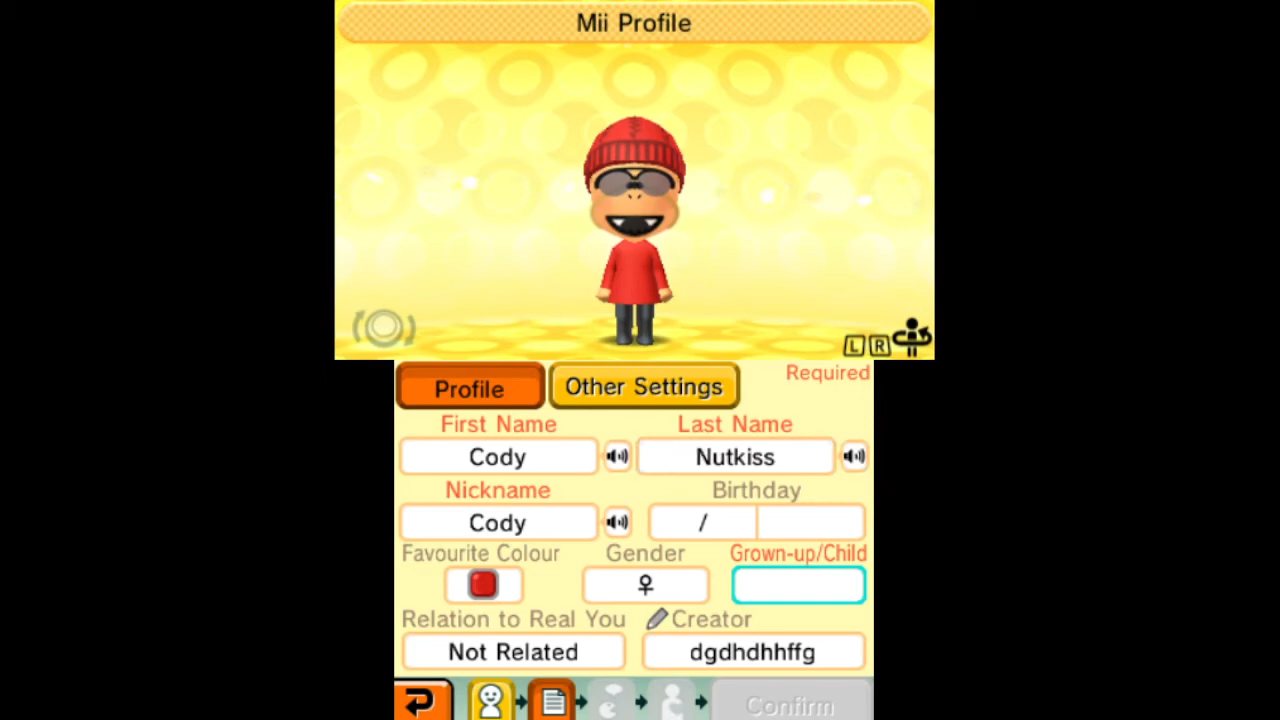 Mii Profile
L R
Profile Other Settings Required
First Name Last Name
Cody Nutkiss
Nickname Birthday
Cody /
Favourite Colour Gender Grown-up/Child
♀
Relation to Real You Creator
Not Related dgdhdhhffg
Confirm